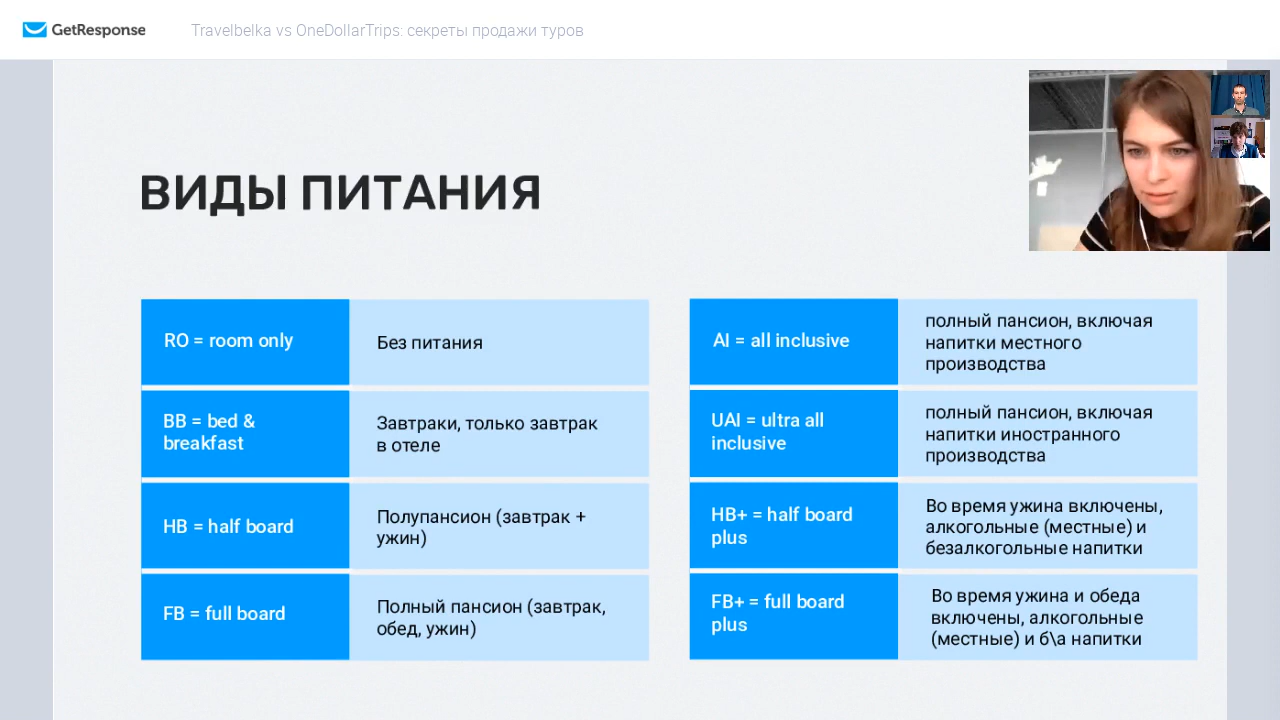 GetResponse
Travelbelka vs OneDollarTrips: секреты продажи туров
ВИДЫ ПИТАНИЯ
RO = room only
Без питания
BB = bed &
breakfast
Завтраки, только завтрак
в отеле
HB = half board
Полупансион (завтрак +
ужин)
FB = full board
Полный пансион (завтрак,
обед, ужин)
AI = all inclusive
полный пансион, включая
напитки местного
производства
UAI = ultra all
inclusive
полный пансион, включая
напитки иностранного
производства
HB+ = half board
plus
Во время ужина включены,
алкогольные (местные) и
безалкогольные напитки
FB+ = full board
plus
Во время ужина и обеда
включены, алкогольные
(местные) и б\а напитки